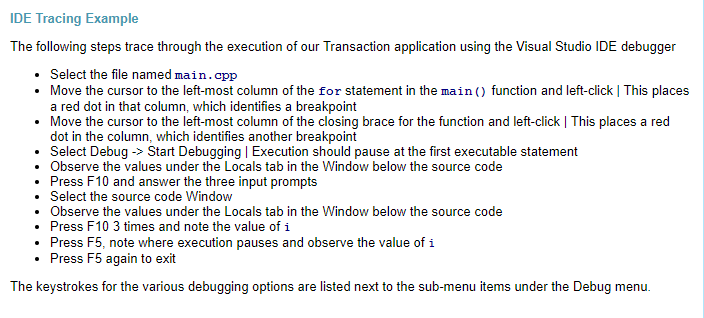 IDE Tracing Example
The following steps trace through the execution of our Transaction application using the Visual Studio IDE debugger
• Select the file named main.cpp
• Move the cursor to the left-most column of the for statement in the main() function and left-click | This places
a red dot in that column, which identifies a breakpoint
• Move the cursor to the left-most column of the closing brace for the function and left-click | This places a red
dot in the column, which identifies another breakpoint
• Select Debug -> Start Debugging | Execution should pause at the first executable statement
• Observe the values under the Locals tab in the Window below the source code
• Press F10 and answer the three input prompts
• Select the source code Window
• Observe the values under the Locals tab in the Window below the source code
• Press F10 3 times and note the value of i
• Press F5, note where execution pauses and observe the value of i
• Press F5 again to exit
The keystrokes for the various debugging options are listed next to the sub-menu items under the Debug menu.